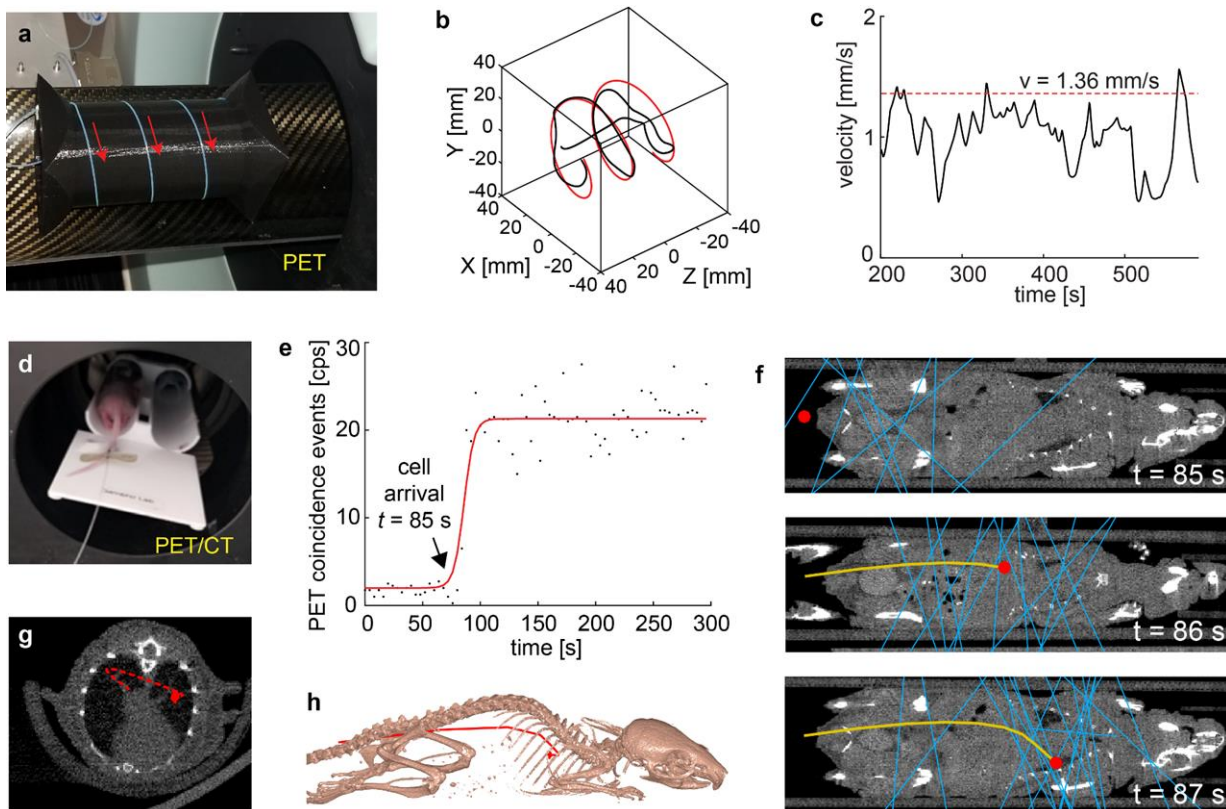 a
PET
b
Y [mm]
40
20
0
-20
-40
40
20
0
-20
-40
X [mm]
40
20
0
-20
-40
Z [mm]
c
velocity [mm/s]
2
1
0
v = 1.36 mm/s
200
300
400
500
time [s]
d
PET/CT
e
PET coincidence events [cps]
30
20
10
0
cell
arrival
t = 85 s
0
50
100
150
200
250
300
time [s]
f
t = 85 s
t = 86 s
t = 87 s
g
h